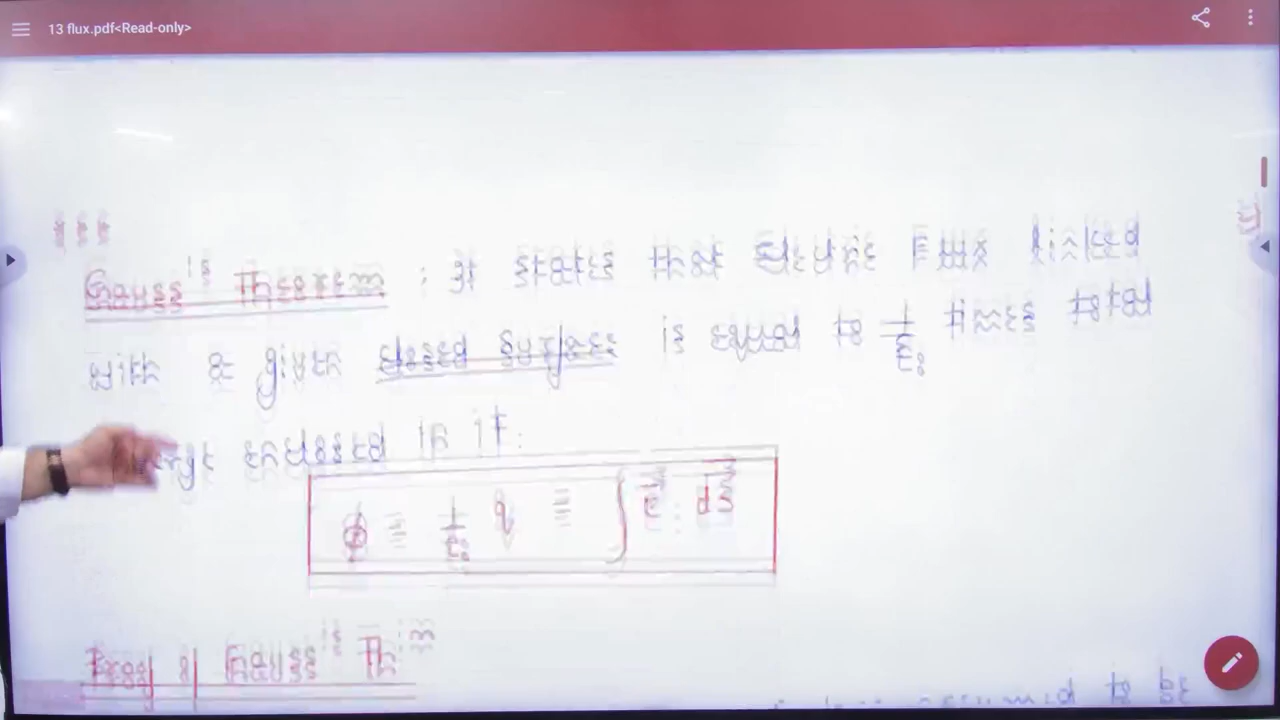 13 flux.pdf<Read-only>
Gauss's Theorem : It states that Electric Flux linked
with a given closed surface is equal to 1/ε₀ times total
enclosed in it.
ϕ = 1/ε₀ q = ∫ E⃗ . dS⃗
Proof of Gauss's Th.m